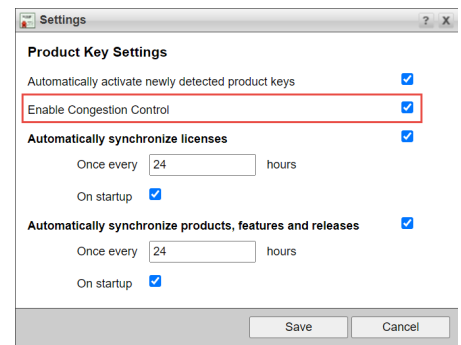 Settings
? X
Product Key Settings
Automatically activate newly detected product keys
Enable Congestion Control
Automatically synchronize licenses
Once every 24 hours
On startup
Automatically synchronize products, features and releases
Once every 24 hours
On startup
Save Cancel